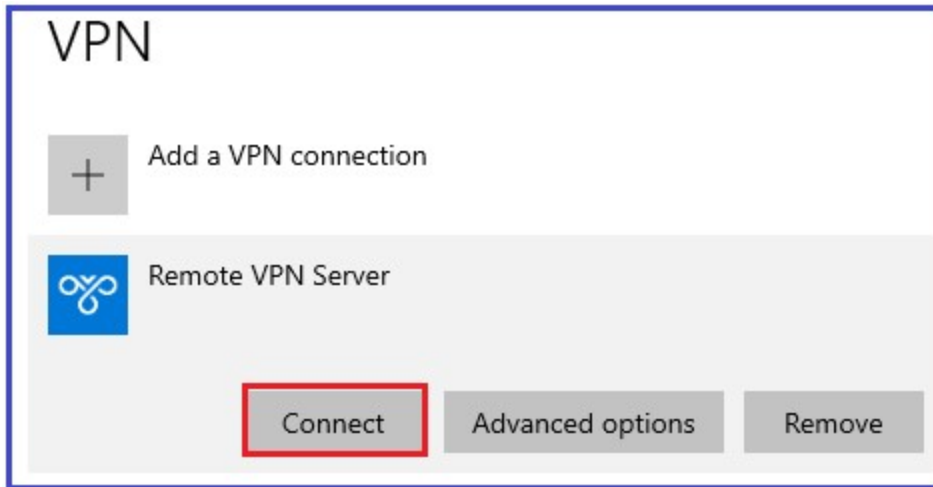 VPN
Add a VPN connection
Remote VPN Server
Connect Advanced options Remove